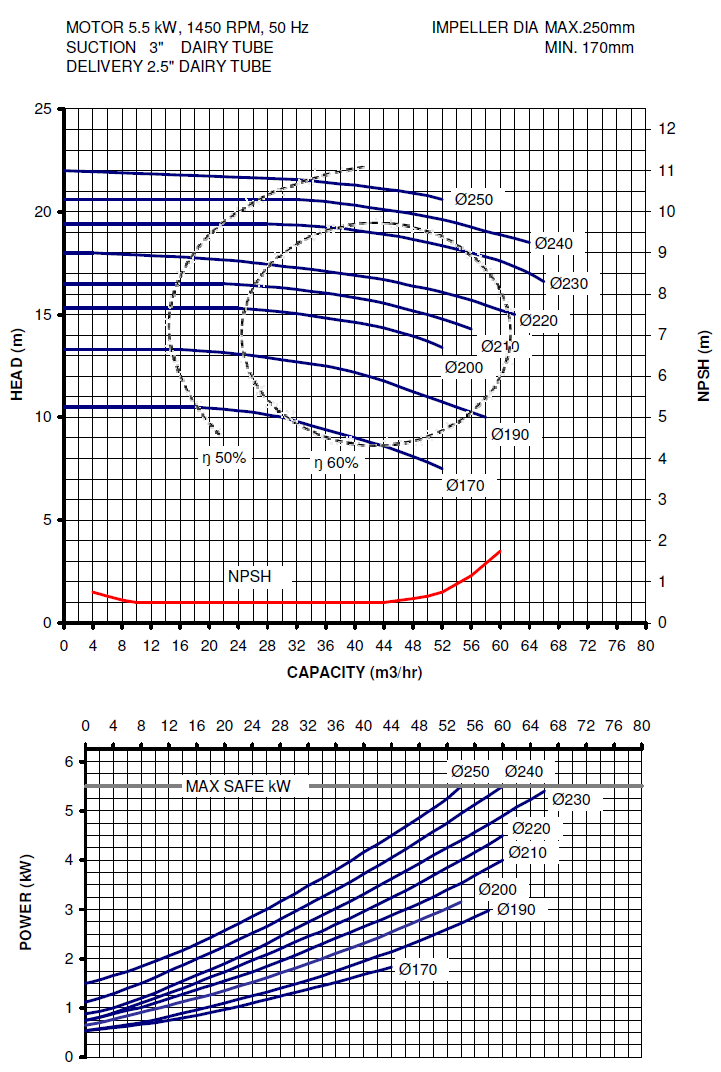 MOTOR 5.5 kW, 1450 RPM, 50 Hz
IMPELLER DIA MAX.250mm
SUCTION 3" DAIRY TUBE
MIN. 170mm
DELIVERY 2.5" DAIRY TUBE
25
20
15
10
5
0
HEAD (m)
12
11
10
9
8
7
6
5
4
3
2
1
0
NPSH (m)
Ø250
Ø240
Ø230
Ø220
Ø210
Ø200
Ø190
Ø170
η 50%
η 60%
NPSH
0 4 8 12 16 20 24 28 32 36 40 44 48 52 56 60 64 68 72 76 80
CAPACITY (m3/hr)
0 4 8 12 16 20 24 28 32 36 40 44 48 52 56 60 64 68 72 76 80
6
5
4
3
2
1
0
POWER (kW)
MAX SAFE kW
Ø250 Ø240
Ø230
Ø220
Ø210
Ø200
Ø190
Ø170